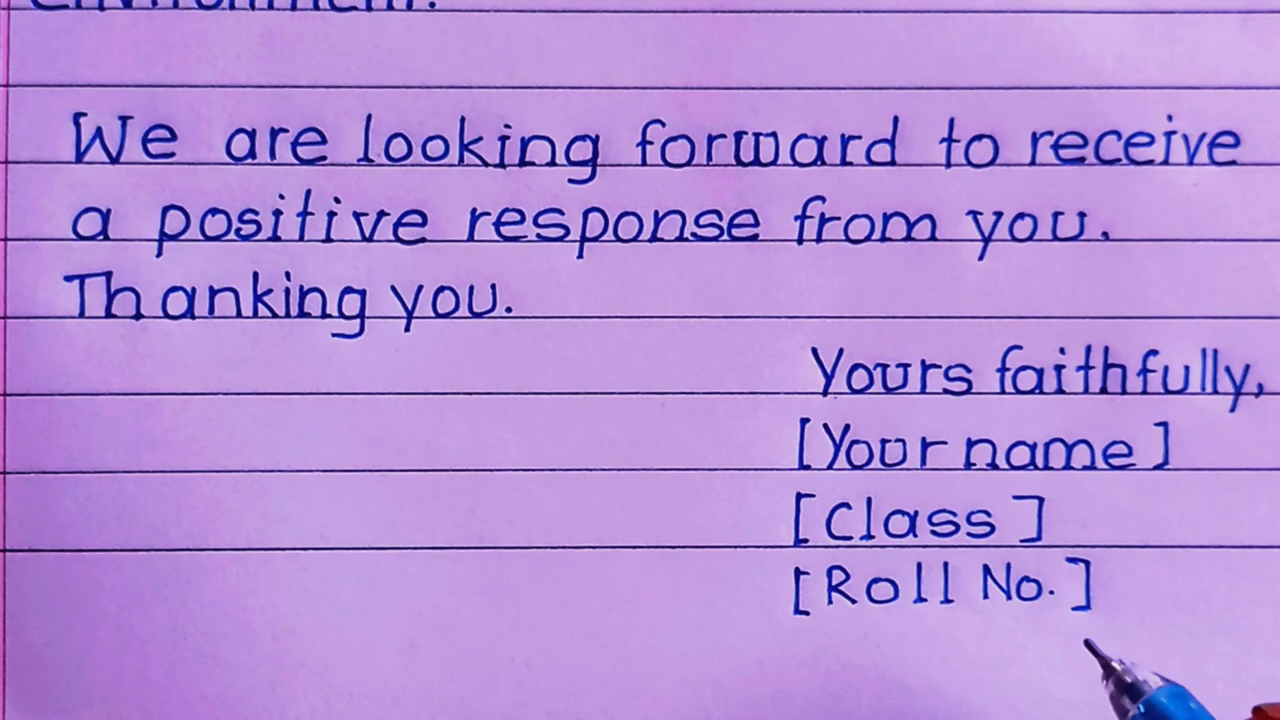 We are looking forward to receive
a positive response from you.
Thanking you.
Yours faithfully,
[Your name]
[Class]
[Roll No.]